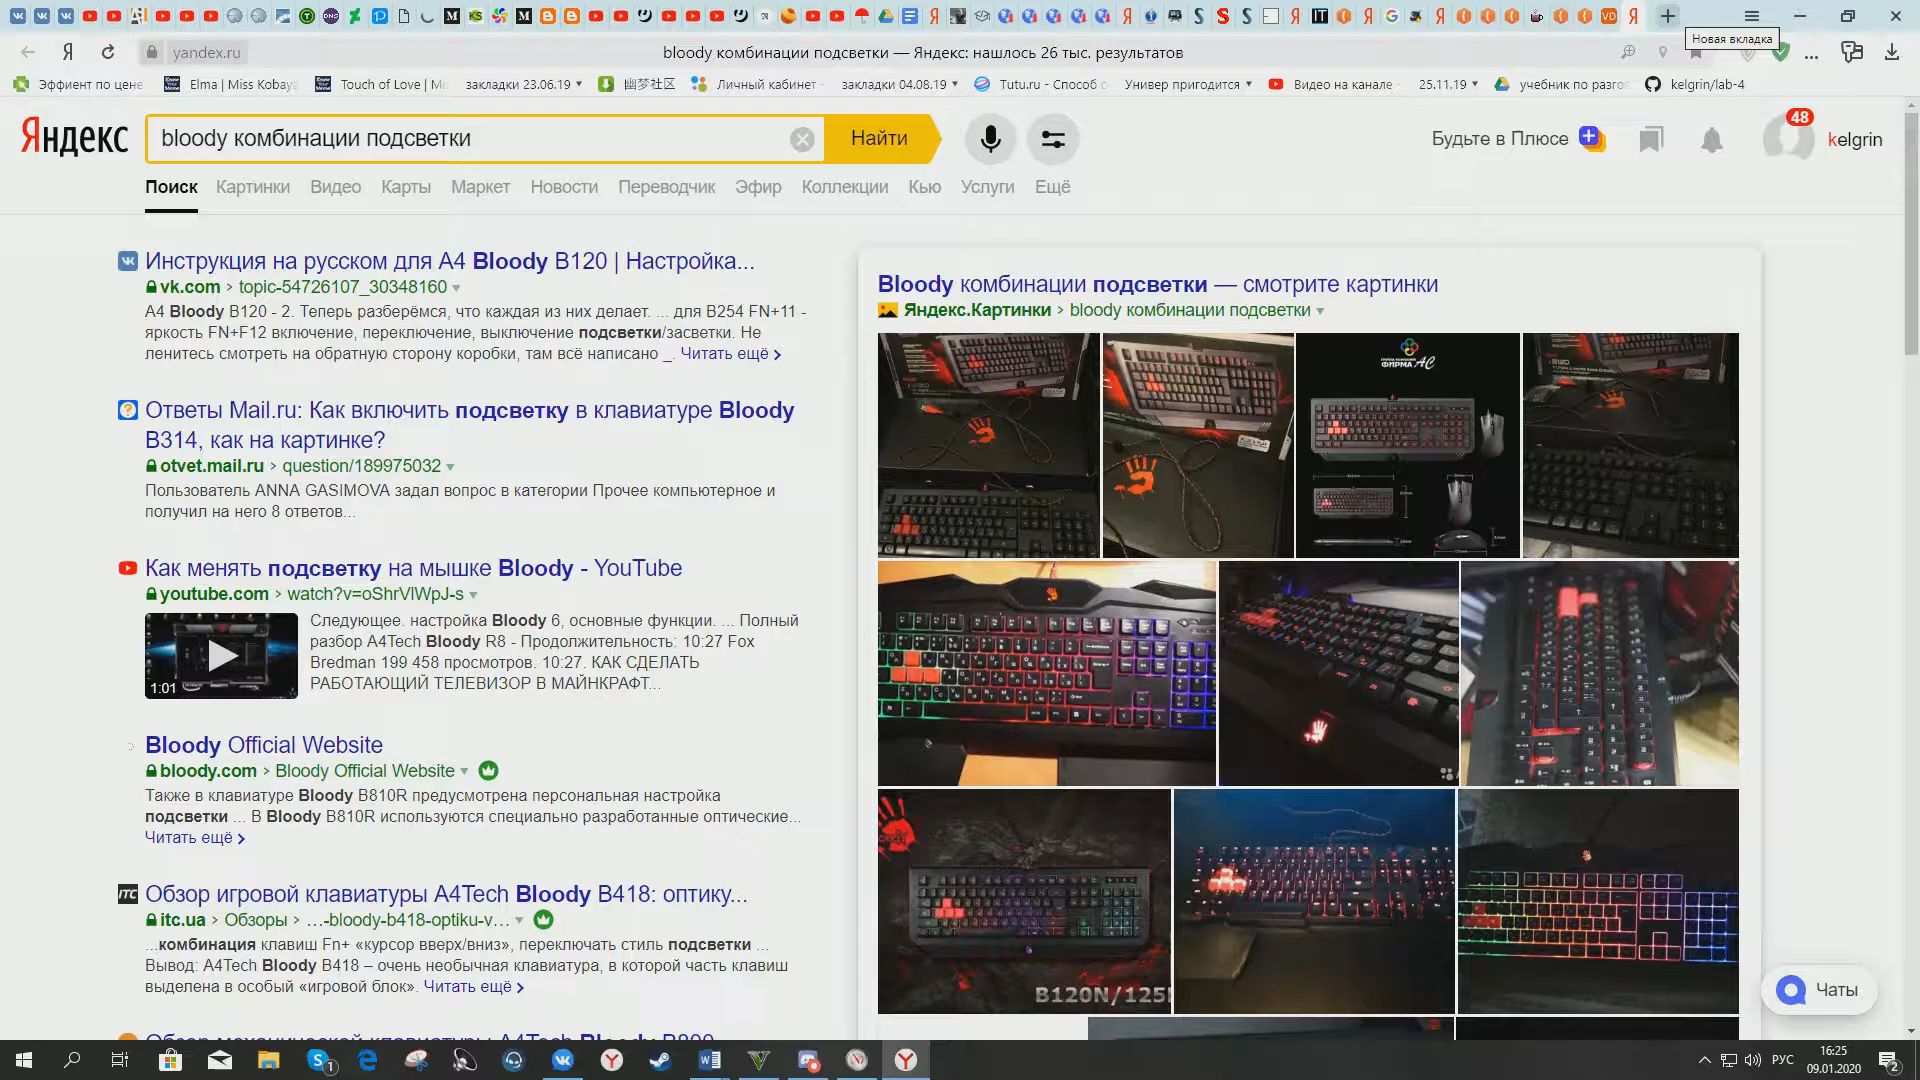 Новая вкладка
yandex.ru
bloody комбинации подсветки — Яндекс: нашлось 26 тыс. результатов
Эффиент по цене
Elma | Miss Kobaya
Touch of Love | M
закладки 23.06.19
幽梦社区
Личный кабинет -
закладки 04.08.19
Tutu.ru - Способ
Универ пригодится
Видео на канале -
25.11.19
учебник по разго
kelgrin/lab-4
Яндекс
bloody комбинации подсветки
Найти
Будьте в Плюсе
48
kelgrin
Поиск Картинки Видео Карты Маркет Новости Переводчик Эфир Коллекции Кью Услуги Ещё
Инструкция на русском для A4 Bloody B120 | Настройка...
vk.com › topic-54726107_30348160
A4 Bloody B120 - 2. Теперь разберёмся, что каждая из них делает. ... для B254 FN+11 -
яркость FN+F12 включение, переключение, выключение подсветки/засветки. Не
ленитесь смотреть на обратную сторону коробки, там всё написано _. Читать ещё ›
Ответы Mail.ru: Как включить подсветку в клавиатуре Bloody
B314, как на картинке?
otvet.mail.ru › question/189975032
Пользователь ANNA GASIMOVA задал вопрос в категории Прочее компьютерное и
получил на него 8 ответов...
Как менять подсветку на мышке Bloody - YouTube
youtube.com › watch?v=oShrVlWpJ-s
1:01
Следующее. настройка Bloody 6, основные функции. ... Полный
разбор A4Tech Bloody R8 - Продолжительность: 10:27 Fox
Bredman 199 458 просмотров. 10:27. КАК СДЕЛАТЬ
РАБОТАЮЩИЙ ТЕЛЕВИЗОР В МАЙНКРАФТ...
Bloody Official Website
bloody.com › Bloody Official Website
Также в клавиатуре Bloody B810R предусмотрена персональная настройка
подсветки ... В Bloody B810R используются специально разработанные оптические...
Читать ещё ›
ITC
Обзор игровой клавиатуры A4Tech Bloody B418: оптику...
itc.ua › Обзоры › ...-bloody-b418-optiku-v...
...комбинация клавиш Fn+ «курсор вверх/вниз», переключать стиль подсветки ...
Вывод: A4Tech Bloody B418 – очень необычная клавиатура, в которой часть клавиш
выделена в особый «игровой блок». Читать ещё ›
Обзор механической клавиатуры A4Tech Bloody B800
Bloody комбинации подсветки — смотрите картинки
Яндекс.Картинки › bloody комбинации подсветки
ФИРМА АС
B120N/125
Чаты
РУС
16:25
09.01.2020
2